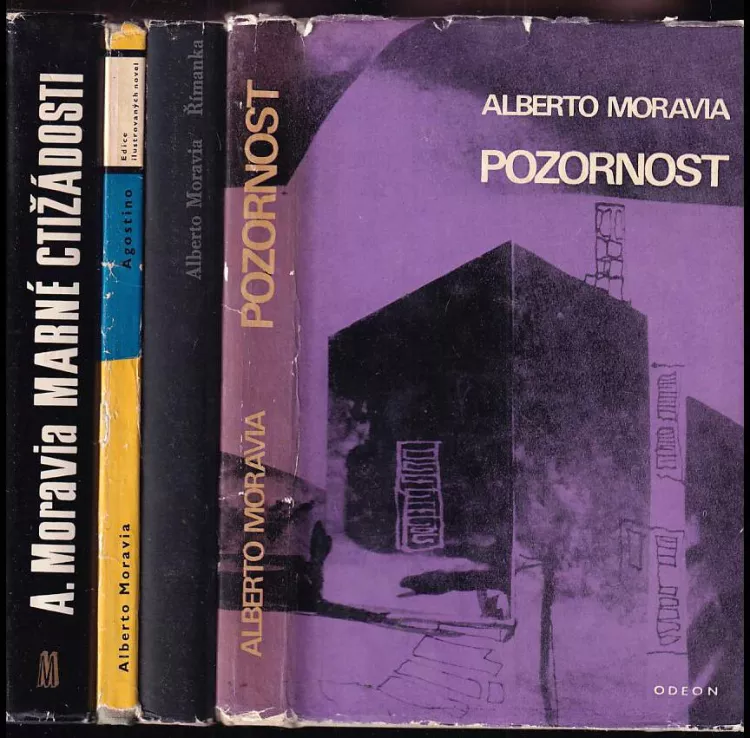 A. Moravia MARNÉ CTIŽÁDOSTI
M
Edice
ilustrovaných novel
Agostino
Alberto Moravia
Alberto Moravia Římanka
POZORNOST
ALBERTO MORAVIA
ALBERTO MORAVIA
POZORNOST
ODEON